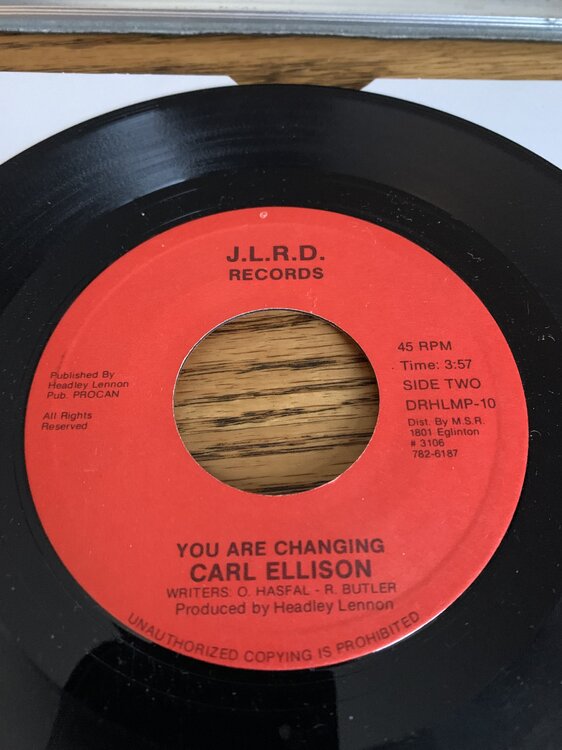 J.L.R.D.
RECORDS
Published By
Headley Lennon
Pub. PROCAN
All Rights
Reserved
45 RPM
Time: 3:57
SIDE TWO
DRHLMP-10
Dist. By M.S.R.
1801 Eglinton
# 3106
782-6187
YOU ARE CHANGING
CARL ELLISON
WRITERS: O. HASFAL - R. BUTLER
Produced by Headley Lennon
UNAUTHORIZED COPYING IS PROHIBITED